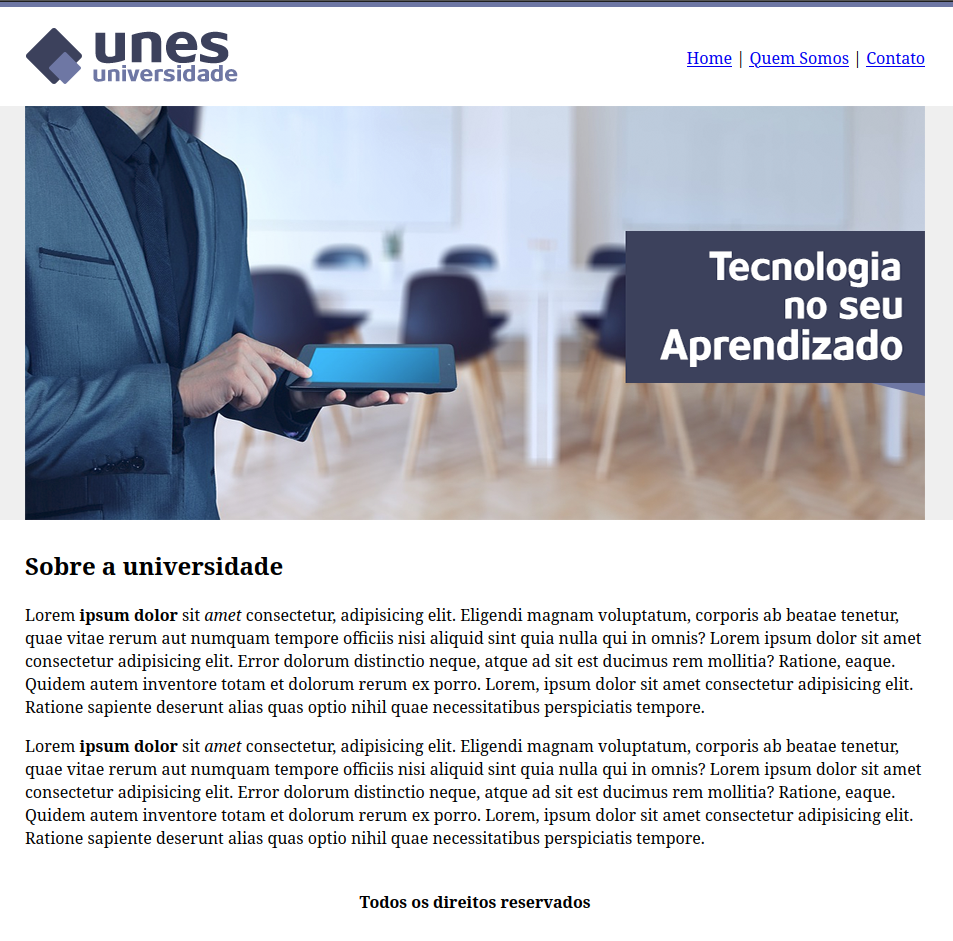 unes
universidade
Home | Quem Somos | Contato
Tecnologia
no seu
Aprendizado
Sobre a universidade
Lorem ipsum dolor sit amet consectetur, adipisicing elit. Eligendi magnam voluptatum, corporis ab beatae tenetur,
quae vitae rerum aut numquam tempore officiis nisi aliquid sint quia nulla qui in omnis? Lorem ipsum dolor sit amet
consectetur adipisicing elit. Error dolorum distinctio neque, atque ad sit est ducimus rem mollitia? Ratione, eaque.
Quidem autem inventore totam et dolorum rerum ex porro. Lorem, ipsum dolor sit amet consectetur adipisicing elit.
Ratione sapiente deserunt alias quas optio nihil quae necessitatibus perspiciatis tempore.
Lorem ipsum dolor sit amet consectetur, adipisicing elit. Eligendi magnam voluptatum, corporis ab beatae tenetur,
quae vitae rerum aut numquam tempore officiis nisi aliquid sint quia nulla qui in omnis? Lorem ipsum dolor sit amet
consectetur adipisicing elit. Error dolorum distinctio neque, atque ad sit est ducimus rem mollitia? Ratione, eaque.
Quidem autem inventore totam et dolorum rerum ex porro. Lorem, ipsum dolor sit amet consectetur adipisicing elit.
Ratione sapiente deserunt alias quas optio nihil quae necessitatibus perspiciatis tempore.
Todos os direitos reservados